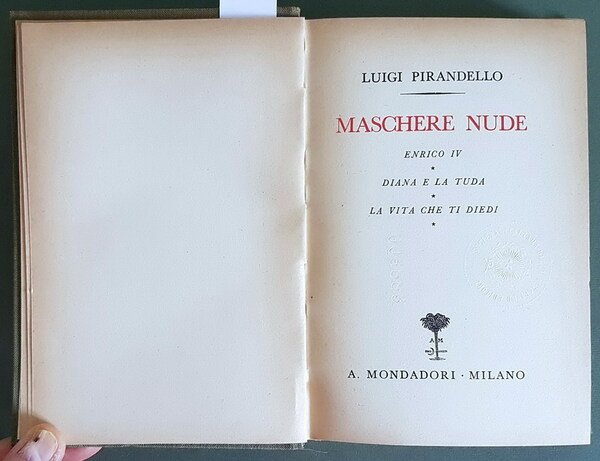 LUIGI PIRANDELLO
MASCHERE NUDE
ENRICO IV
*
DIANA E LA TUDA
*
LA VITA CHE TI DIEDI
*
A M
A. MONDADORI · MILANO